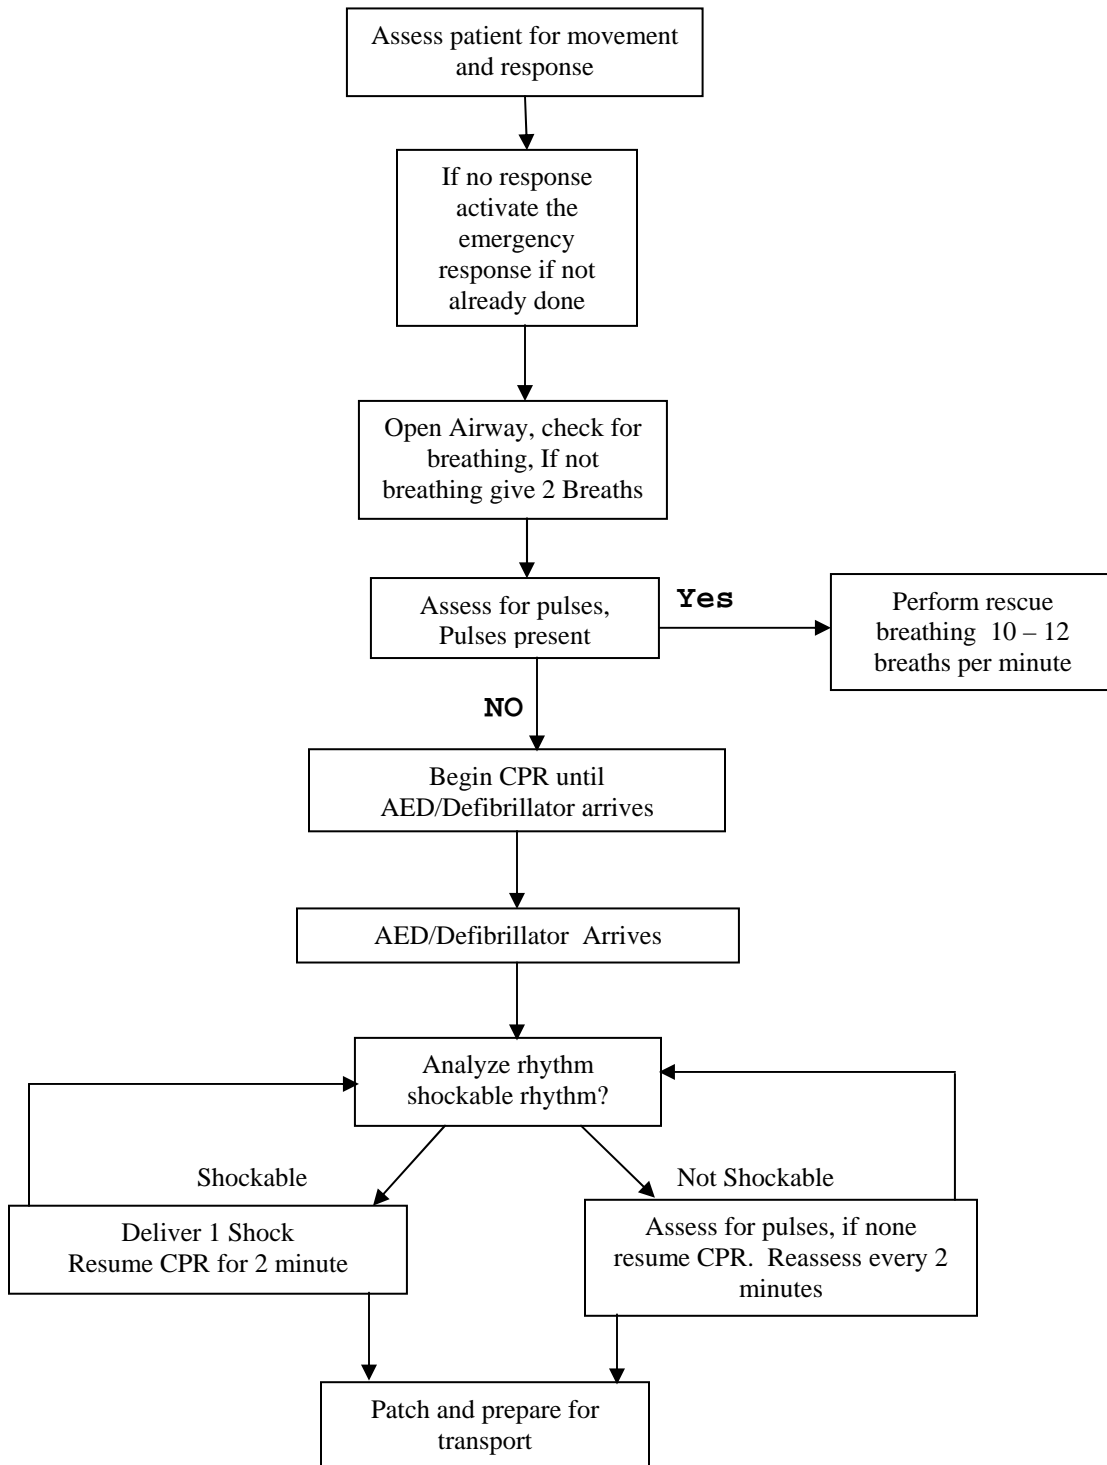 Assess patient for movement
and response
If no response
activate the
emergency
response if not
already done
Open Airway, check for
breathing, If not
breathing give 2 Breaths
Assess for pulses,
Pulses present
Yes
Perform rescue
breathing 10 – 12
breaths per minute
NO
Begin CPR until
AED/Defibrillator arrives
AED/Defibrillator Arrives
Analyze rhythm
shockable rhythm?
Shockable
Not Shockable
Deliver 1 Shock
Resume CPR for 2 minute
Assess for pulses, if none
resume CPR. Reassess every 2
minutes
Patch and prepare for
transport